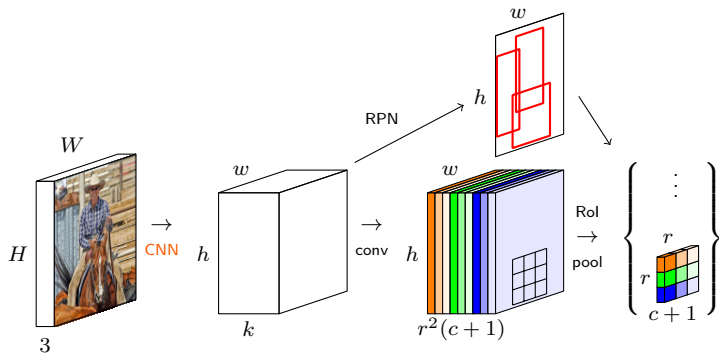 W
H
3
→
CNN
w
h
k
RPN
→
conv
w
h
w
h
r²(c + 1)
RoI
→
pool
⋮
r
r
c + 1